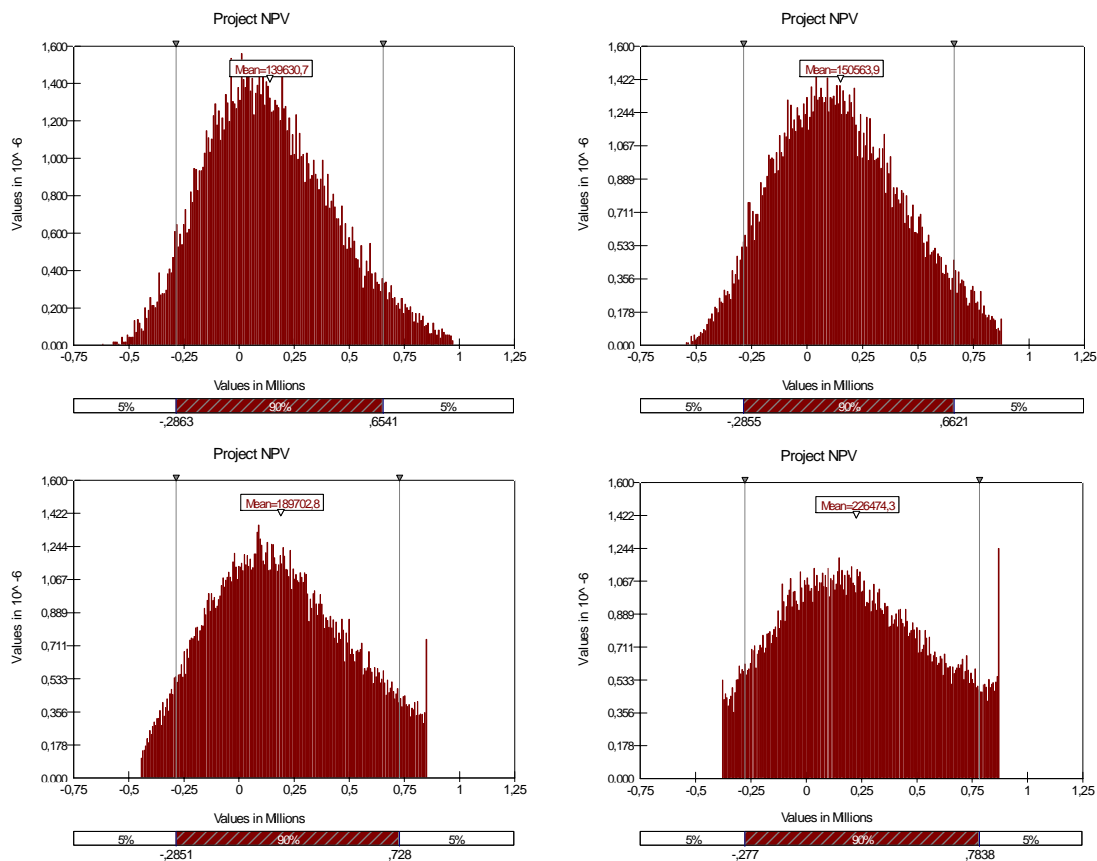 Project NPV
Mean=139630,7
Values in 10^ -6
1,600
1,400
1,200
1,000
0,800
0,600
0,400
0,200
0,000
-0,75 -0,5 -0,25 0 0,25 0,5 0,75 1 1,25
Values in Millions
5% 90% 5%
-,2863 ,6541
Project NPV
Mean=150563,9
Values in 10^ -6
1,600
1,422
1,244
1,067
0,889
0,711
0,533
0,356
0,178
0,000
-0,75 -0,5 -0,25 0 0,25 0,5 0,75 1 1,25
Values in Millions
5% 90% 5%
-,2855 ,6621
Project NPV
Mean=189702,8
Values in 10^ -6
1,600
1,422
1,244
1,067
0,889
0,711
0,533
0,356
0,178
0,000
-0,75 -0,5 -0,25 0 0,25 0,5 0,75 1 1,25
Values in Millions
5% 90% 5%
-,2851 ,728
Project NPV
Mean=226474,3
Values in 10^ -6
1,600
1,422
1,244
1,067
0,889
0,711
0,533
0,356
0,178
0,000
-0,75 -0,5 -0,25 0 0,25 0,5 0,75 1 1,25
Values in Millions
5% 90% 5%
-,277 ,7838